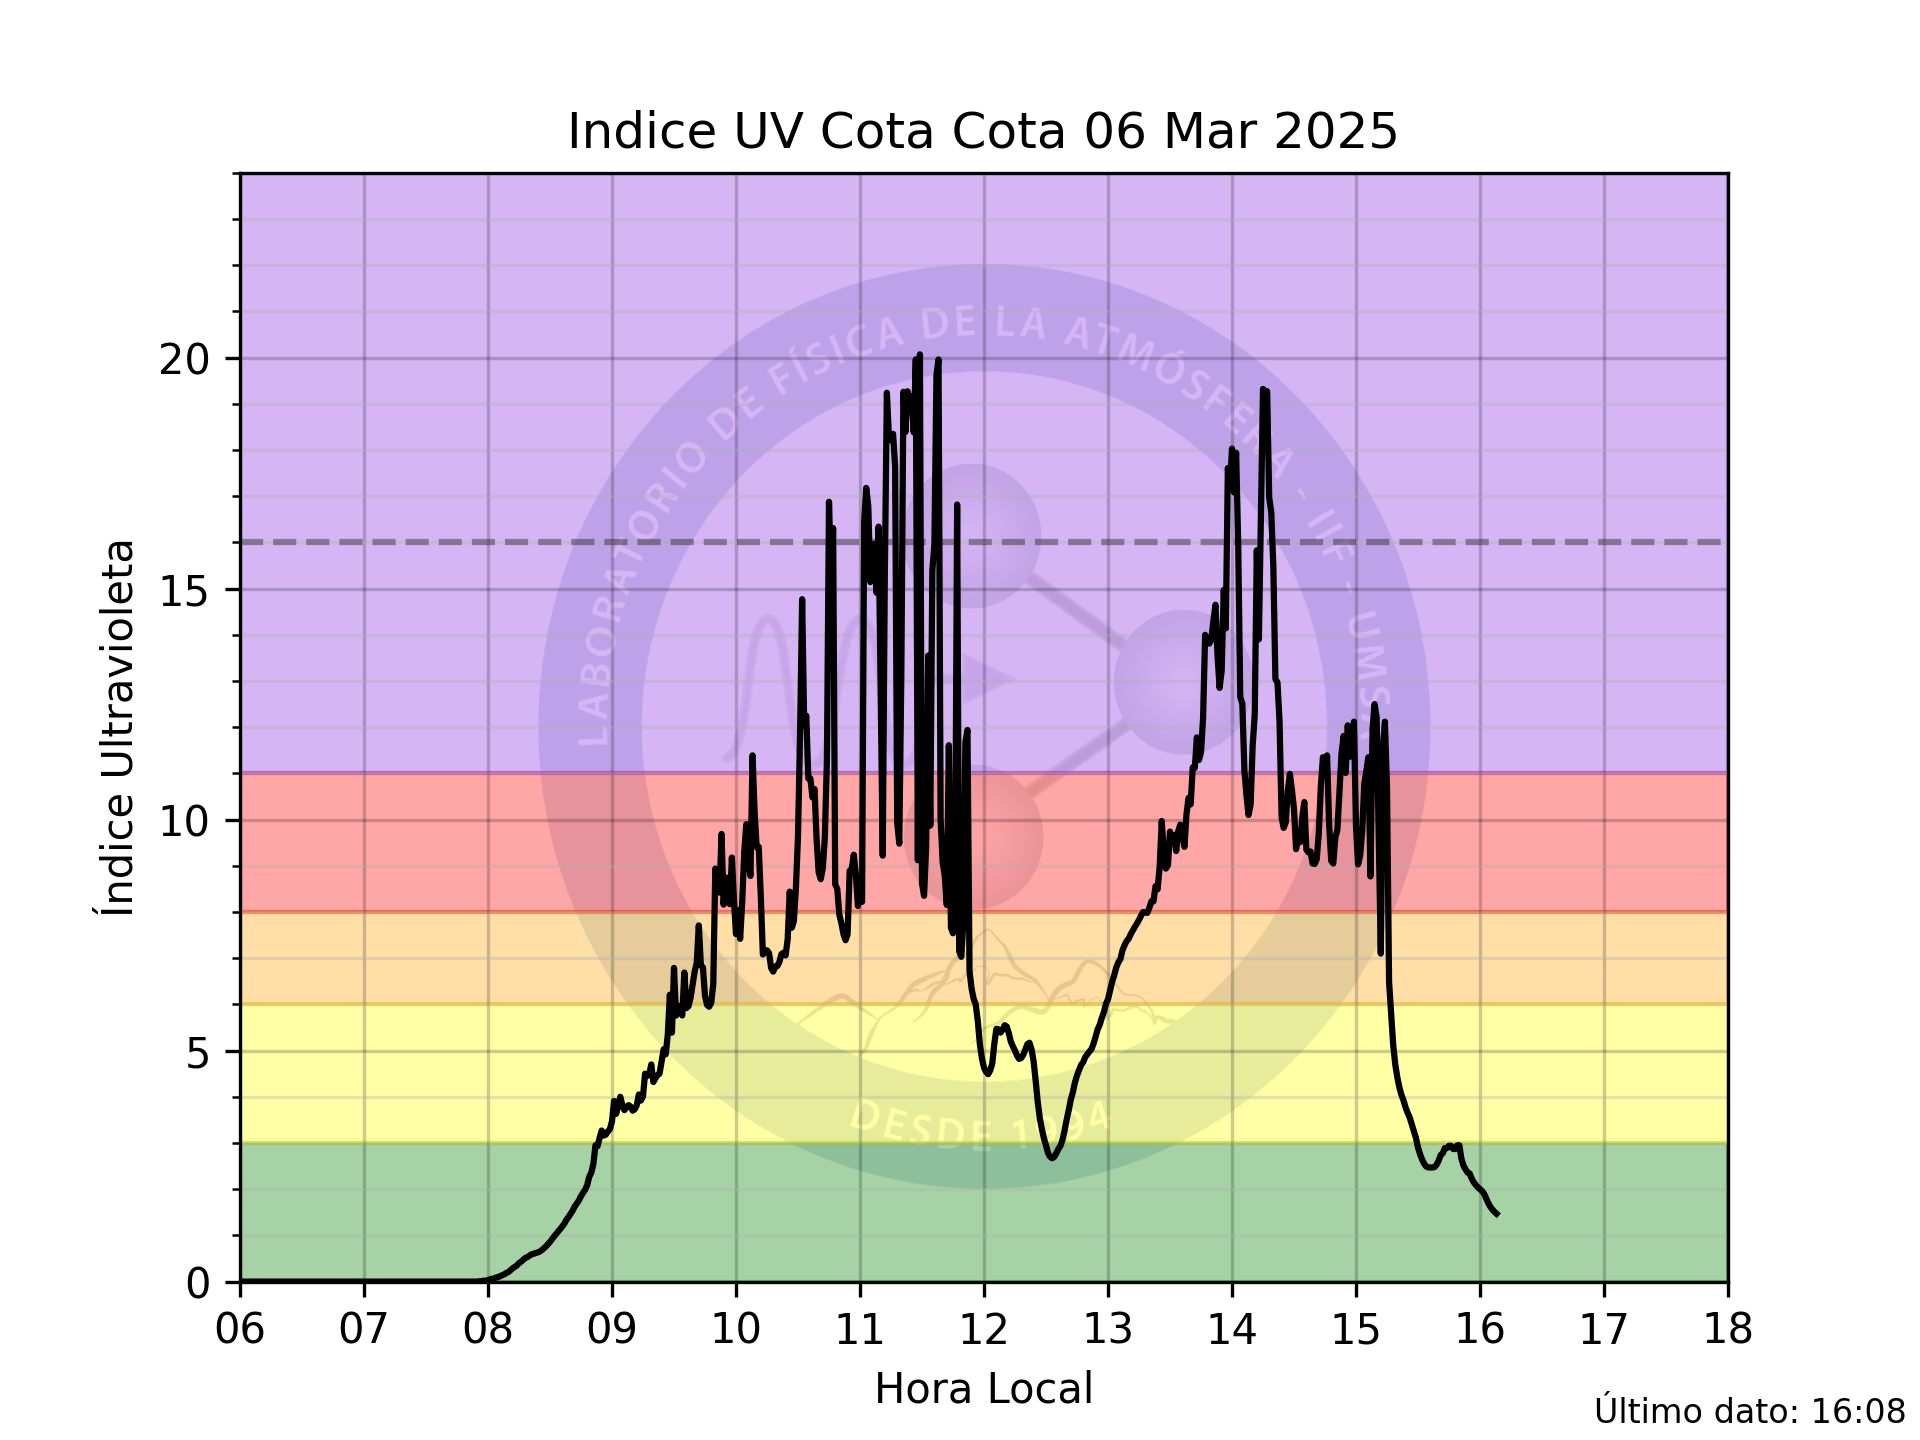 Indice UV Cota Cota 06 Mar 2025
Índice Ultravioleta
20
15
10
5
0
LABORATORIO DE FÍSICA DE LA ATMÓSFERA - IIF - UMSA
DESDE 1994
06 07 08 09 10 11 12 13 14 15 16 17 18
Hora Local
Último dato: 16:08